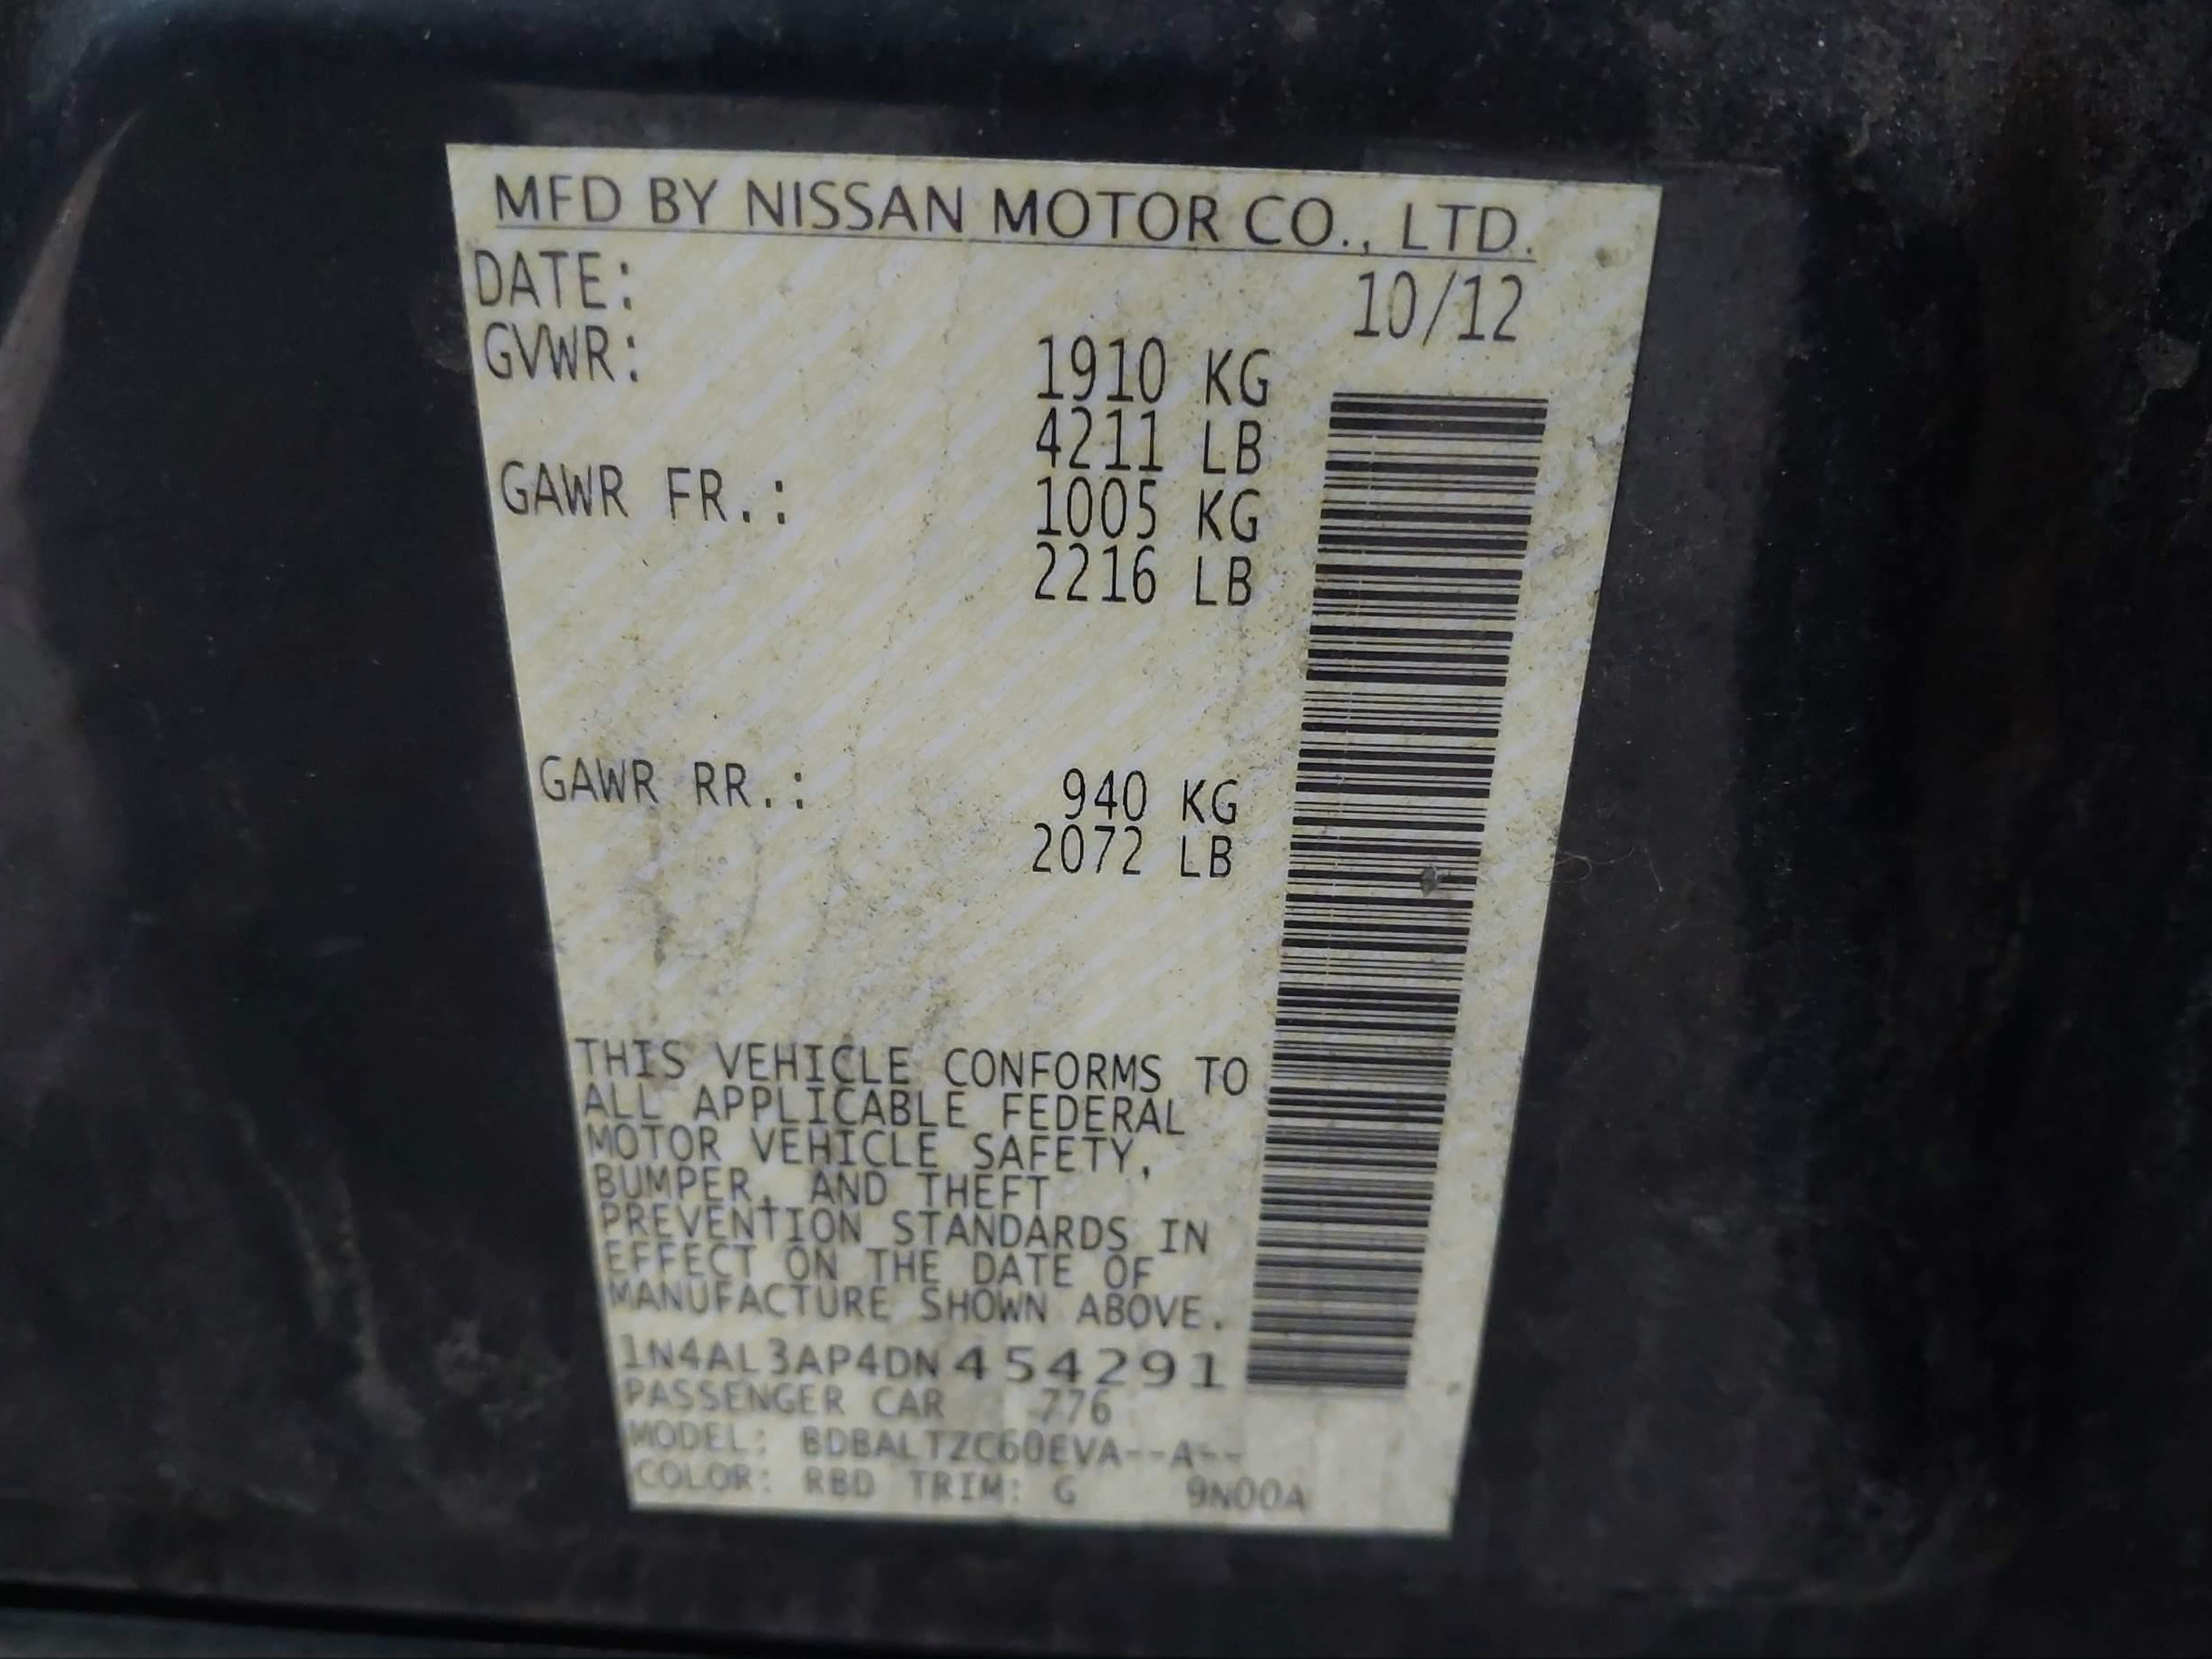 MFD BY NISSAN MOTOR CO., LTD.
DATE: 10/12
GVWR: 1910 KG
4211 LB
GAWR FR.: 1005 KG
2216 LB
GAWR RR.: 940 KG
2072 LB
THIS VEHICLE CONFORMS TO
ALL APPLICABLE FEDERAL
MOTOR VEHICLE SAFETY,
BUMPER, AND THEFT
PREVENTION STANDARDS IN
EFFECT ON THE DATE OF
MANUFACTURE SHOWN ABOVE.
1N4AL3AP4DN454291
PASSENGER CAR 776
MODEL: BDBALTZC60EVA--A--
COLOR: RBD TRIM: G 9N00A